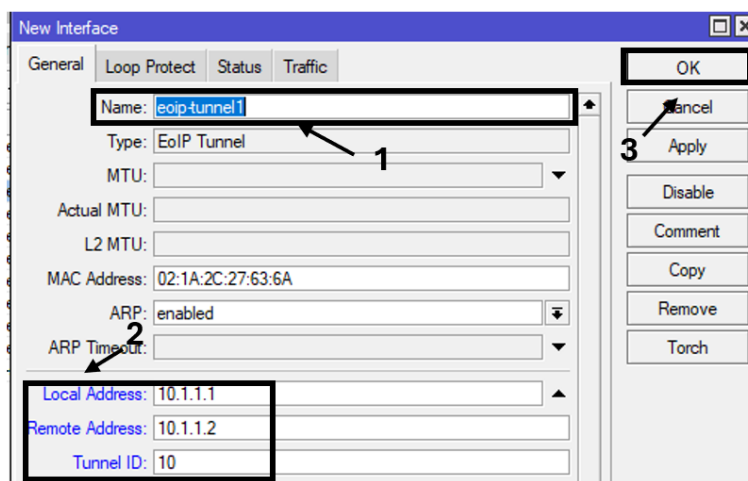 New Interface
General Loop Protect Status Traffic
OK
Name: eoip-tunnel1
Cancel
1
Type: EoIP Tunnel
3
Apply
MTU:
Disable
Actual MTU:
Comment
L2 MTU:
Copy
MAC Address: 02:1A:2C:27:63:6A
Remove
ARP: enabled
2
ARP Timeout:
Torch
Local Address: 10.1.1.1
Remote Address: 10.1.1.2
Tunnel ID: 10